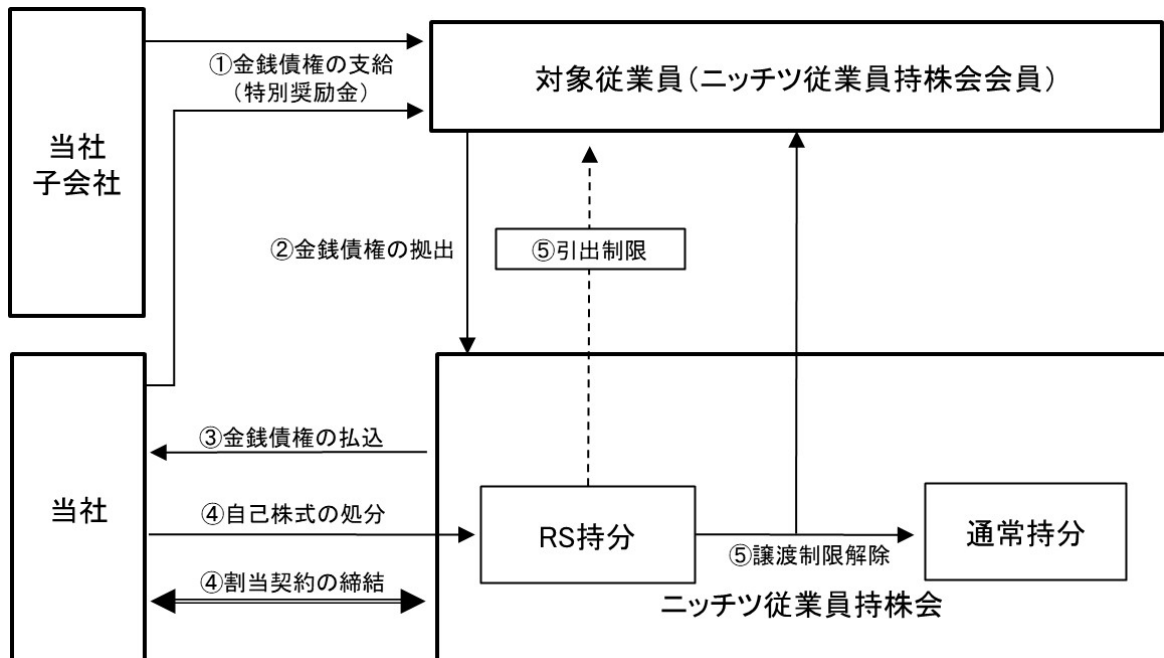 ①金銭債権の支給
（特別奨励金）
対象従業員（ニッチツ従業員持株会会員）
当社
子会社
②金銭債権の拠出
⑤引出制限
③金銭債権の払込
当社
④自己株式の処分
RS持分
⑤譲渡制限解除
通常持分
④割当契約の締結
ニッチツ従業員持株会